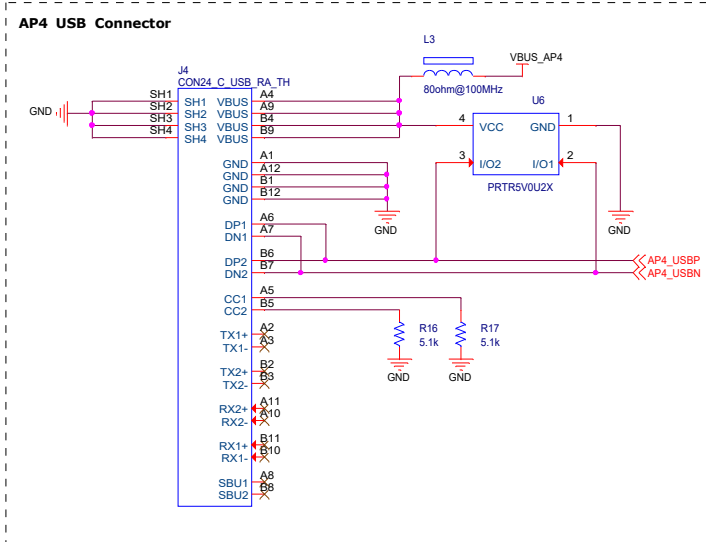 AP4 USB Connector
L3
VBUS_AP4
80ohm@100MHz
J4
CON24_C_USB_RA_TH
U6
GND
SH1 SH1 VBUS A4
SH2 SH2 VBUS A9
SH3 SH3 VBUS B4
SH4 SH4 VBUS B9
4 VCC GND 1
3 I/O2 I/O1 2
PRTR5V0U2X
GND A1
GND A12
GND B1
GND B12
GND
GND
DP1 A6
DN1 A7
DP2 B6
DN2 B7
AP4_USBP
AP4_USBN
CC1 A5
CC2 B5
R16
5.1k
R17
5.1k
GND
GND
TX1+ A2
TX1- A3
TX2+ B2
TX2- B3
RX2+ A11
RX2- A10
RX1+ B11
RX1- B10
SBU1 A8
SBU2 B8